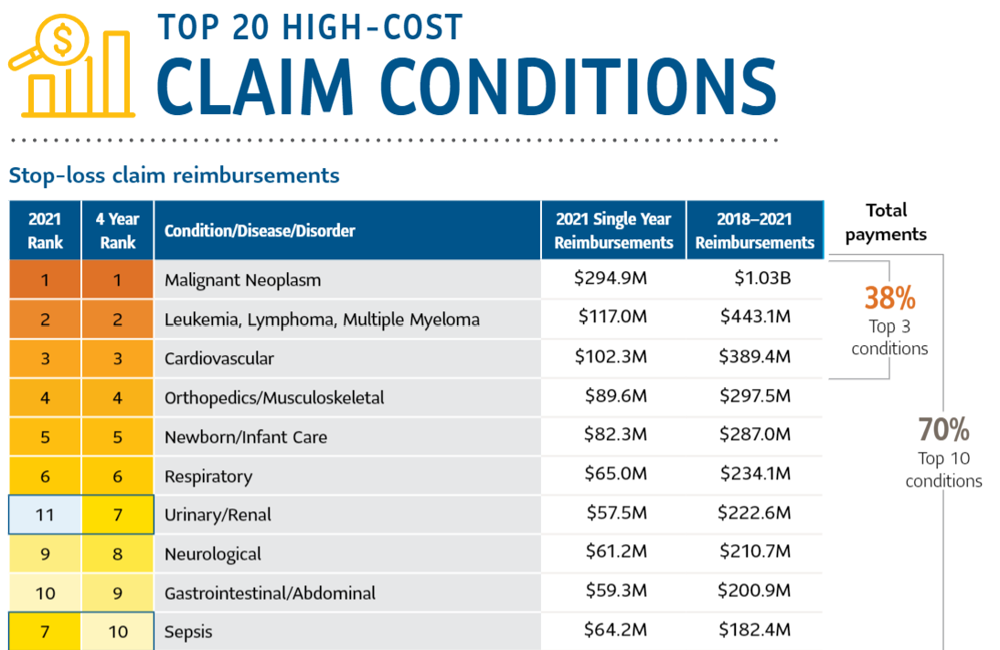 TOP 20 HIGH-COST
CLAIM CONDITIONS
Stop-loss claim reimbursements
2021 Rank | 4 Year Rank | Condition/Disease/Disorder | 2021 Single Year Reimbursements | 2018–2021 Reimbursements
1 | 1 | Malignant Neoplasm | $294.9M | $1.03B
2 | 2 | Leukemia, Lymphoma, Multiple Myeloma | $117.0M | $443.1M
3 | 3 | Cardiovascular | $102.3M | $389.4M
4 | 4 | Orthopedics/Musculoskeletal | $89.6M | $297.5M
5 | 5 | Newborn/Infant Care | $82.3M | $287.0M
6 | 6 | Respiratory | $65.0M | $234.1M
11 | 7 | Urinary/Renal | $57.5M | $222.6M
9 | 8 | Neurological | $61.2M | $210.7M
10 | 9 | Gastrointestinal/Abdominal | $59.3M | $200.9M
7 | 10 | Sepsis | $64.2M | $182.4M
Total
payments
38%
Top 3
conditions
70%
Top 10
conditions